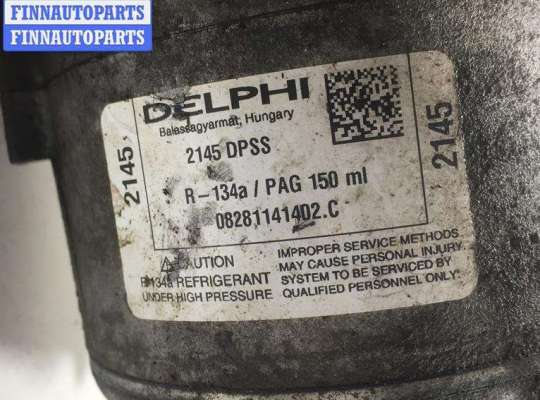 FINNAUTOPARTS
FINNAUTOPARTS
DELPHI
Balassagyarmat, Hungary
2145
2145 DPSS
2145
R-134a / PAG 150 ml
08281141402.C
CAUTION
R-134a REFRIGERANT
UNDER HIGH PRESSURE
IMPROPER SERVICE METHODS
MAY CAUSE PERSONAL INJURY.
SYSTEM TO BE SERVICED BY
QUALIFIED PERSONNEL ONLY.